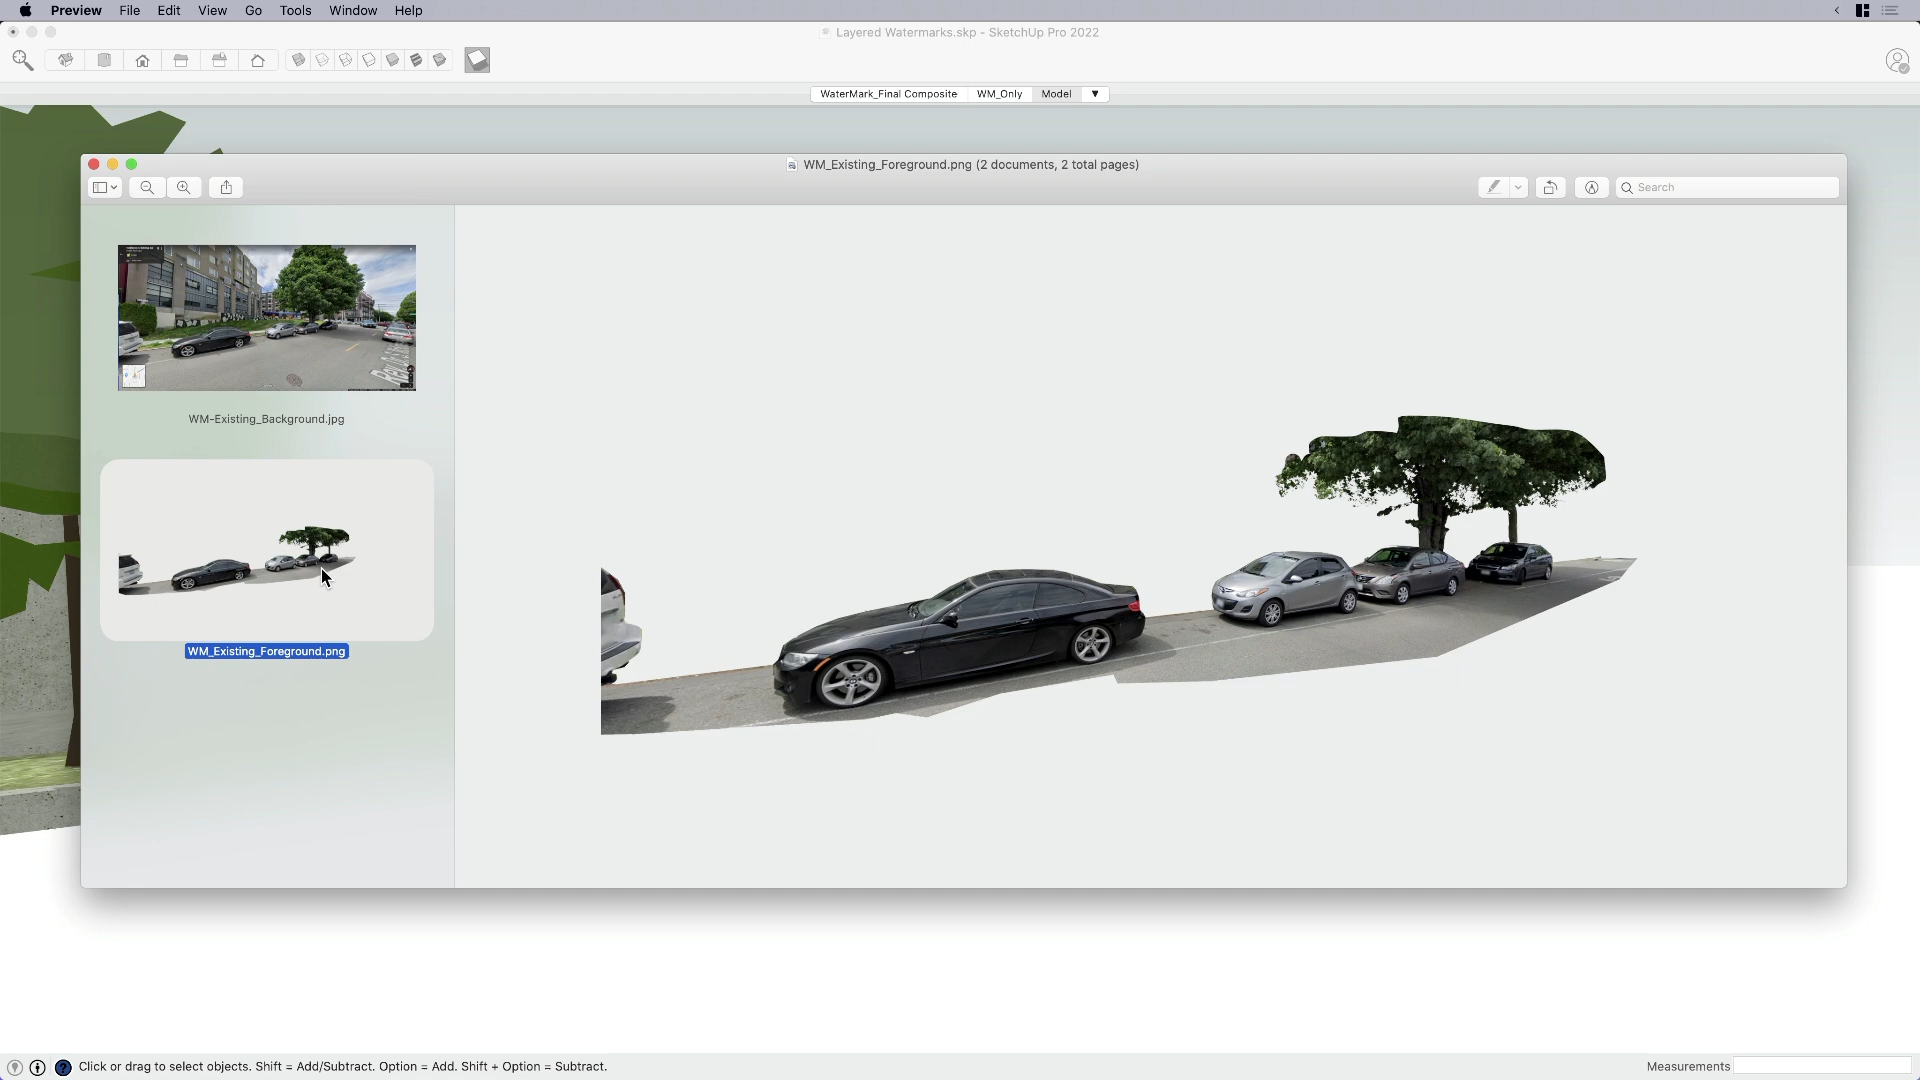 Preview File Edit View Go Tools Window Help
Layered Watermarks.skp - SketchUp Pro 2022
WaterMark_Final Composite WM_Only Model ▼
WM_Existing_Foreground.png (2 documents, 2 total pages)
Search
WM-Existing_Background.jpg
WM_Existing_Foreground.png
Click or drag to select objects. Shift = Add/Subtract. Option = Add. Shift + Option = Subtract.
Measurements